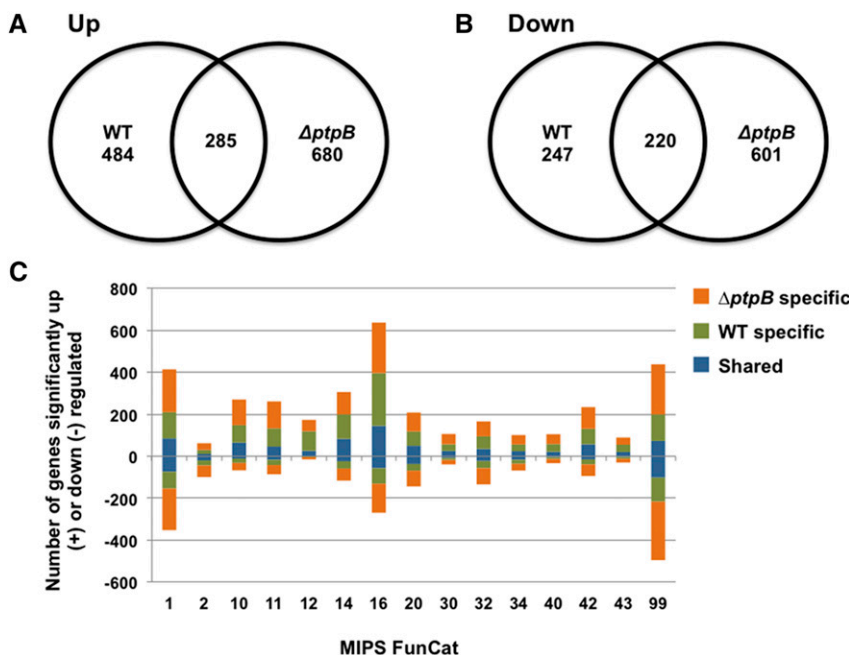 A Up
WT
484
285
ΔptpB
680
B Down
WT
247
220
ΔptpB
601
C
Number of genes significantly up
(+) or down (-) regulated
800
600
400
200
0
-200
-400
-600
1 2 10 11 12 14 16 20 30 32 34 40 42 43 99
MIPS FunCat
ΔptpB specific
WT specific
Shared